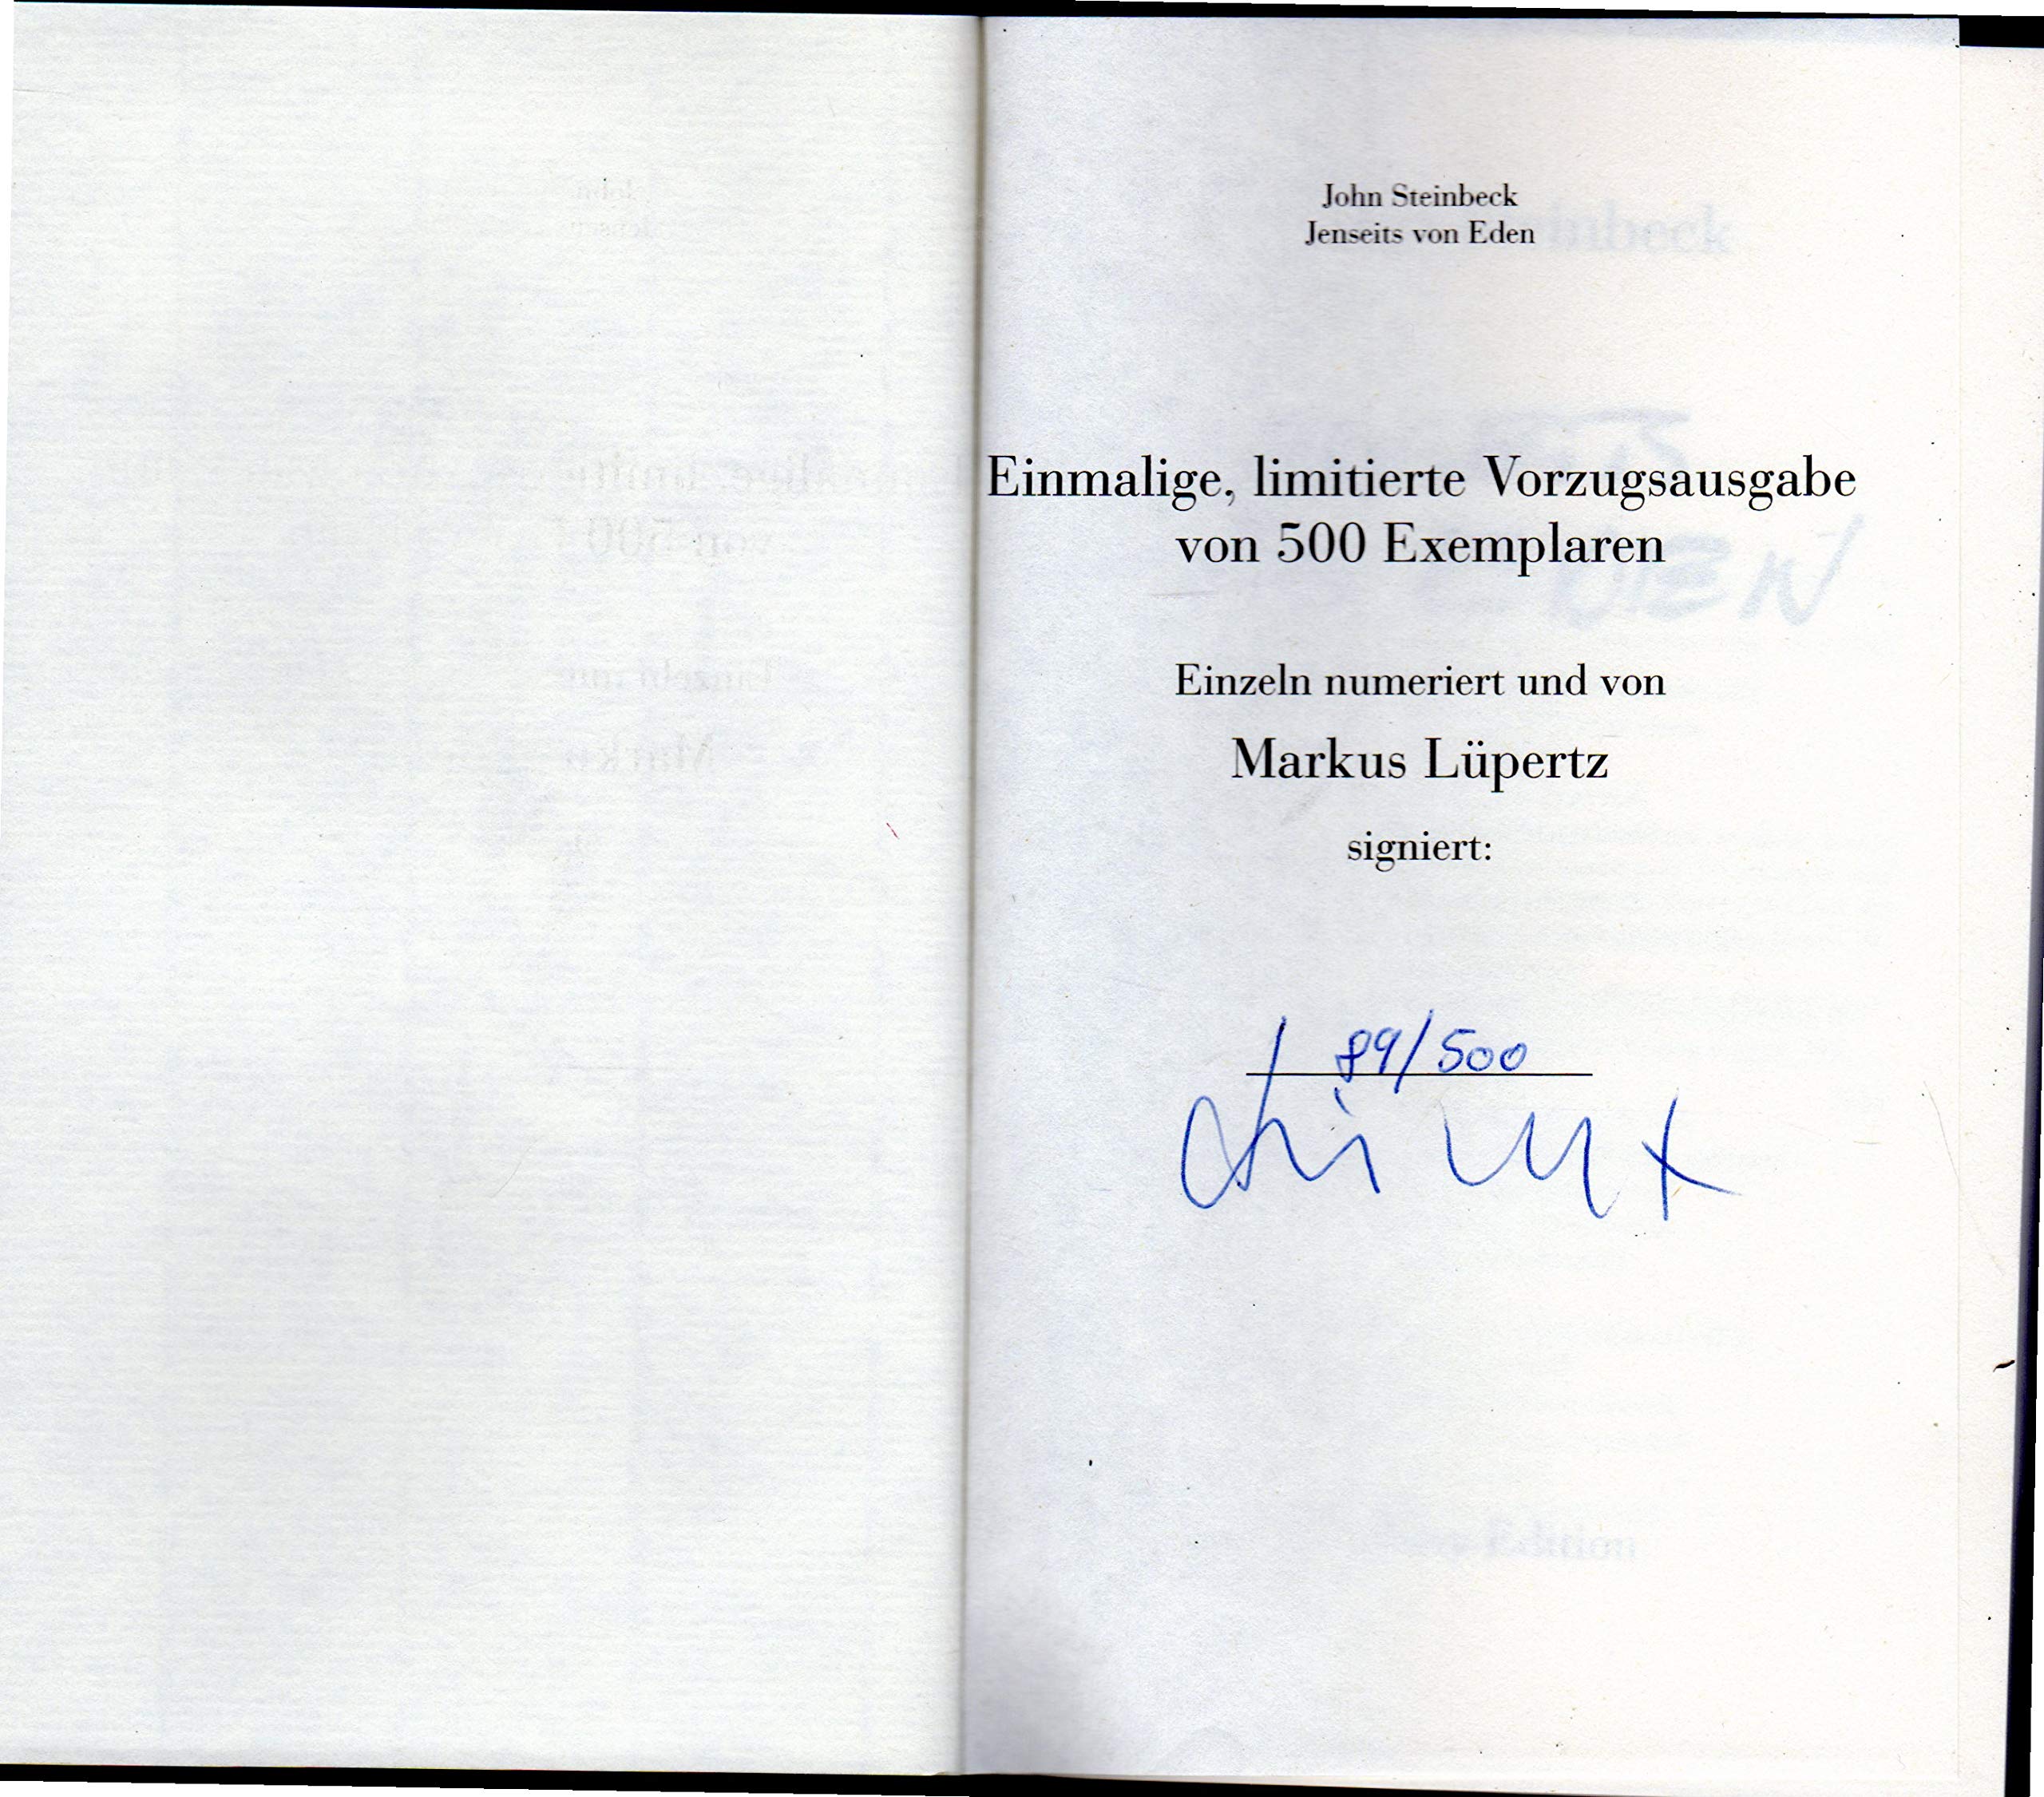 John Steinbeck
Jenseits von Eden
Einmalige, limitierte Vorzugsausgabe
von 500 Exemplaren
Einzeln numeriert und von
Markus Lüpertz
signiert:
89/500